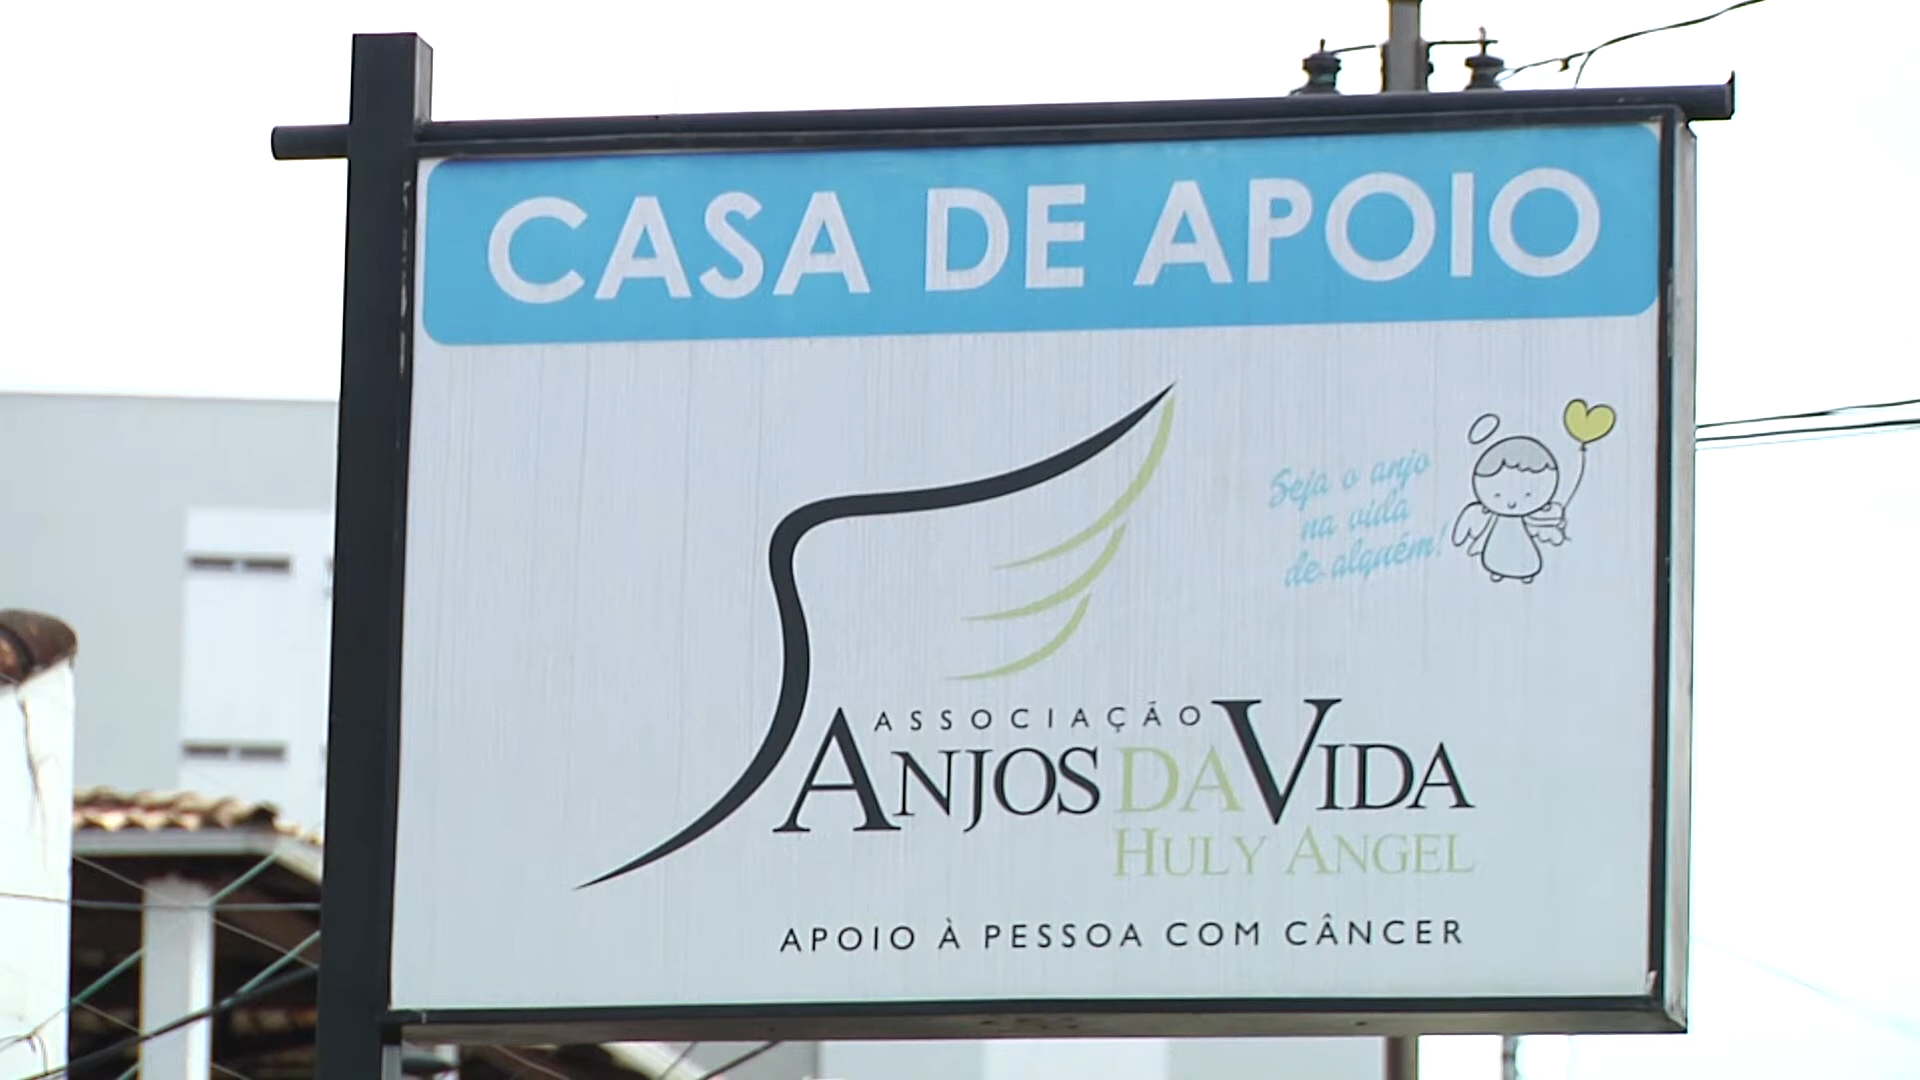 CASA DE APOIO
Seja o anjo
na vida
de alguém!
ASSOCIAÇÃO
ANJOS DA VIDA
HULY ANGEL
APOIO À PESSOA COM CÂNCER